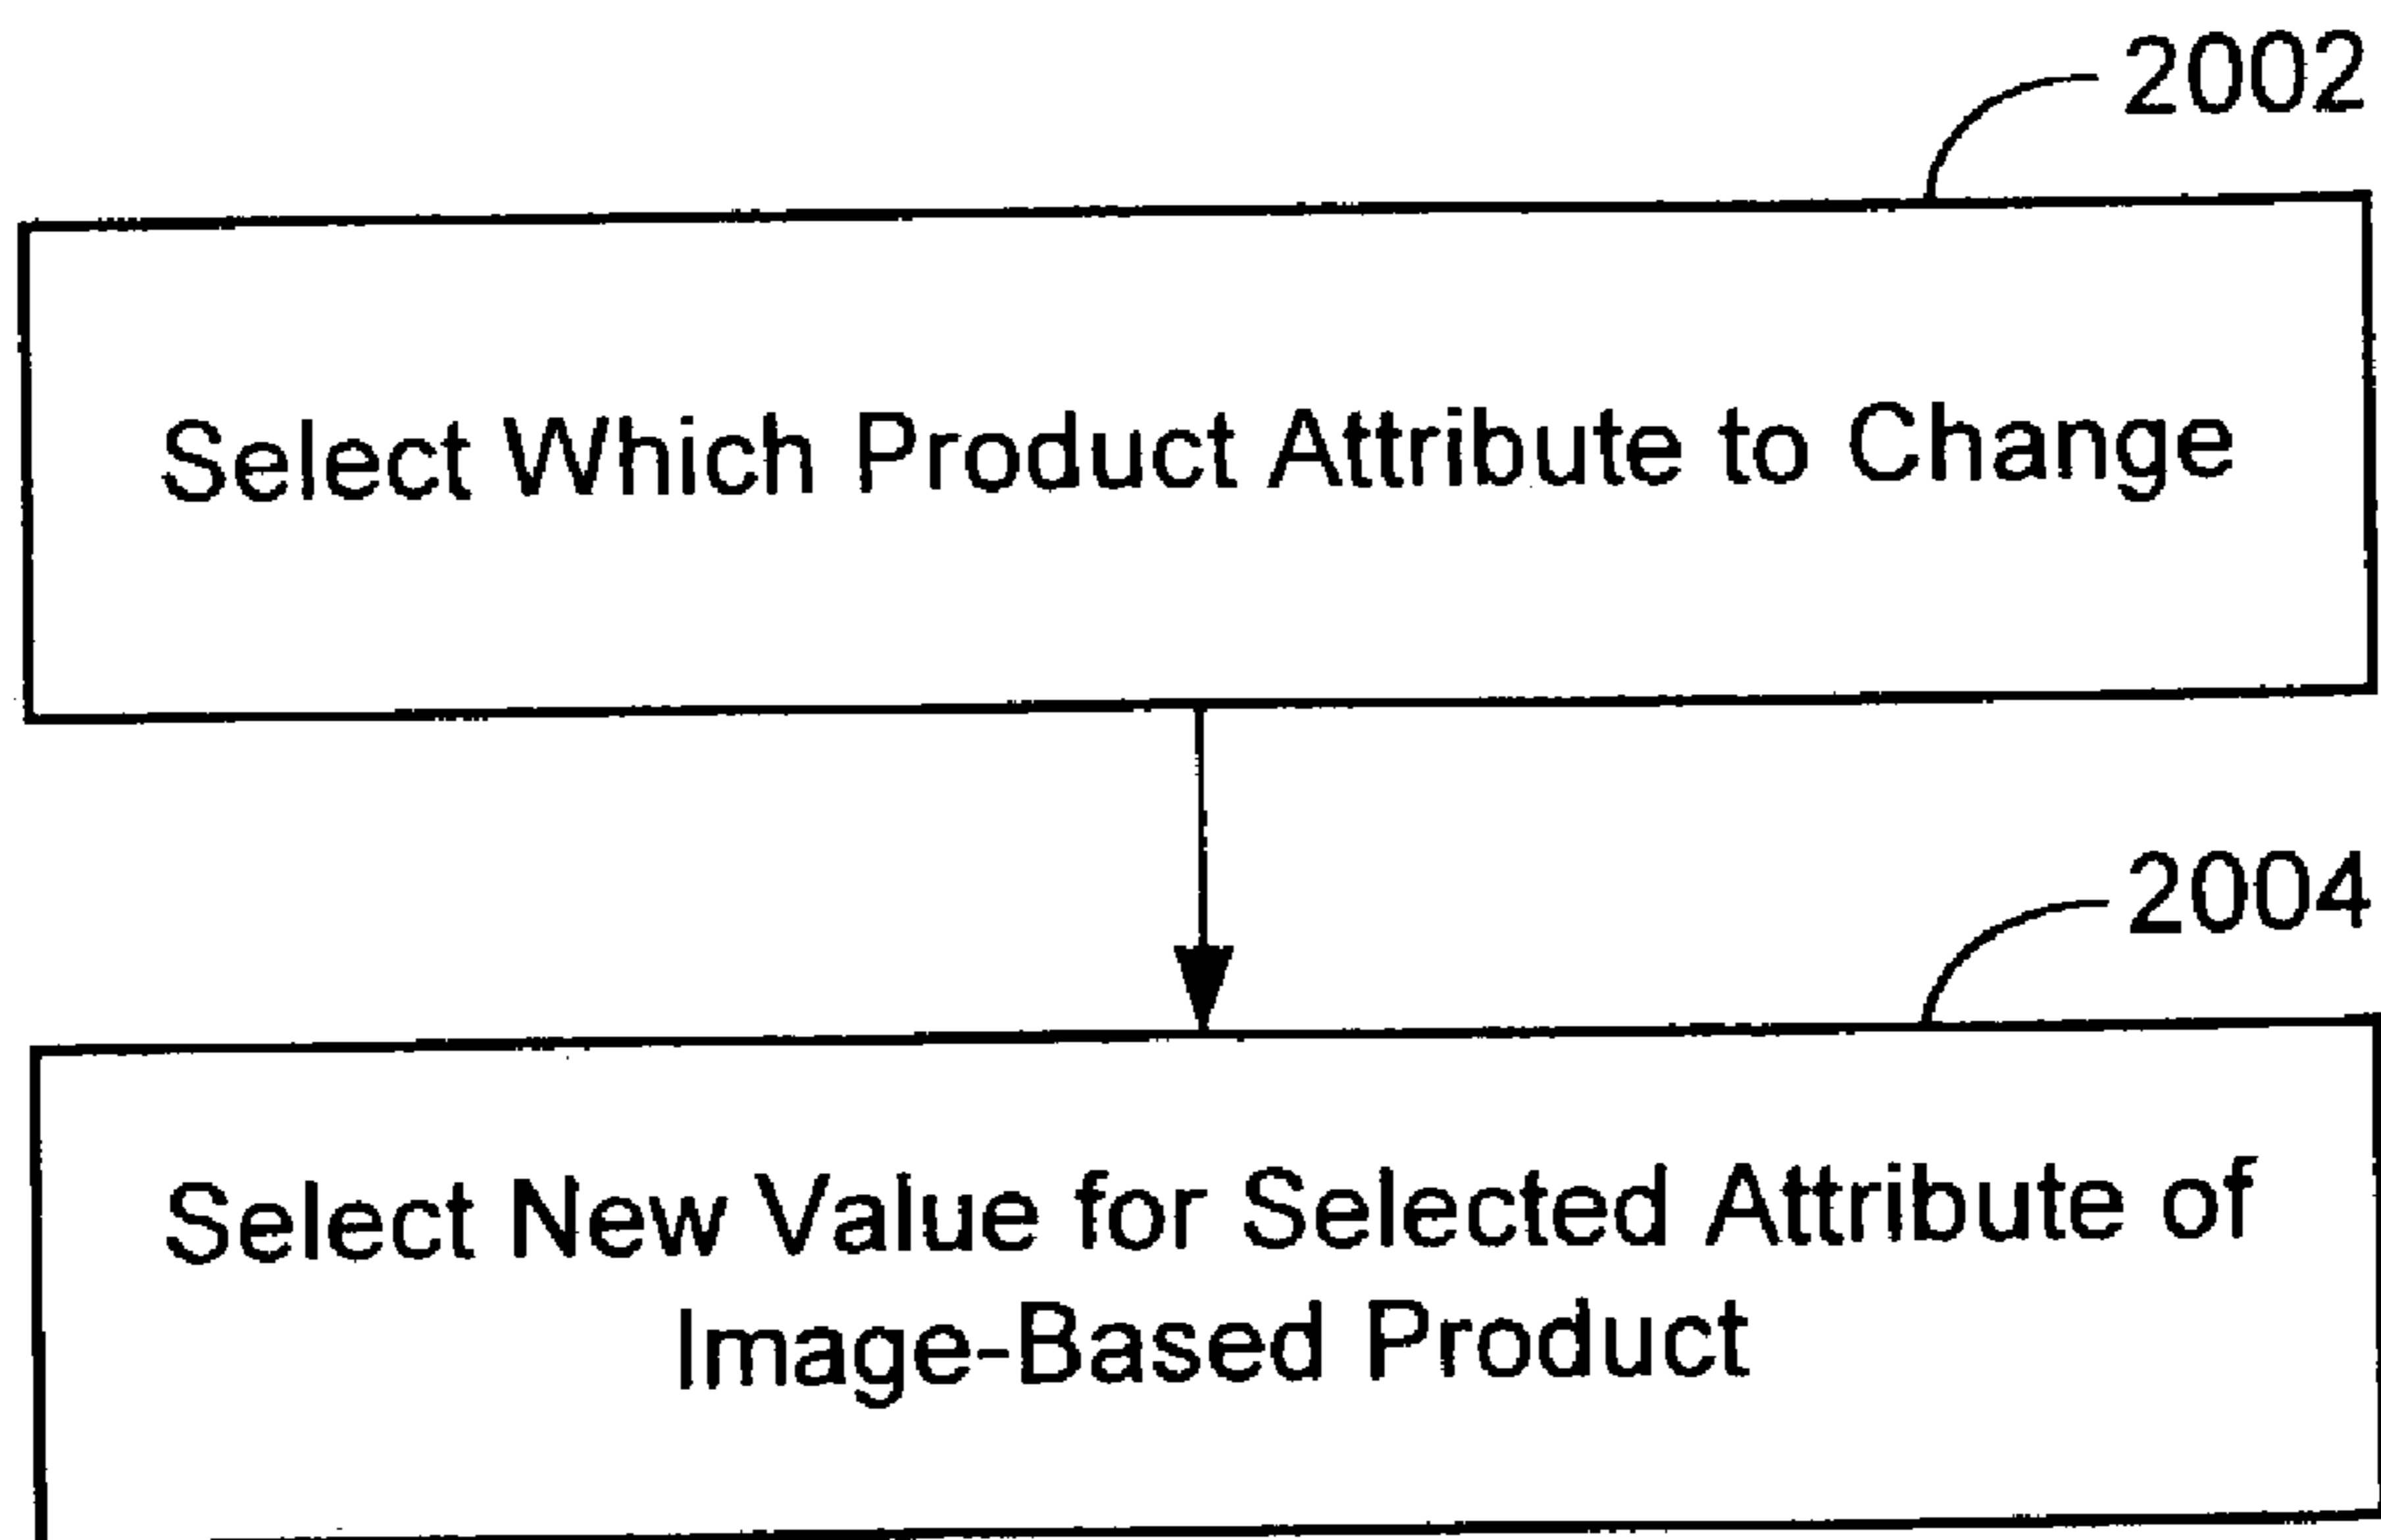 2002
Select Which Product Attribute to Change
2004
Select New Value for Selected Attribute of
Image-Based Product